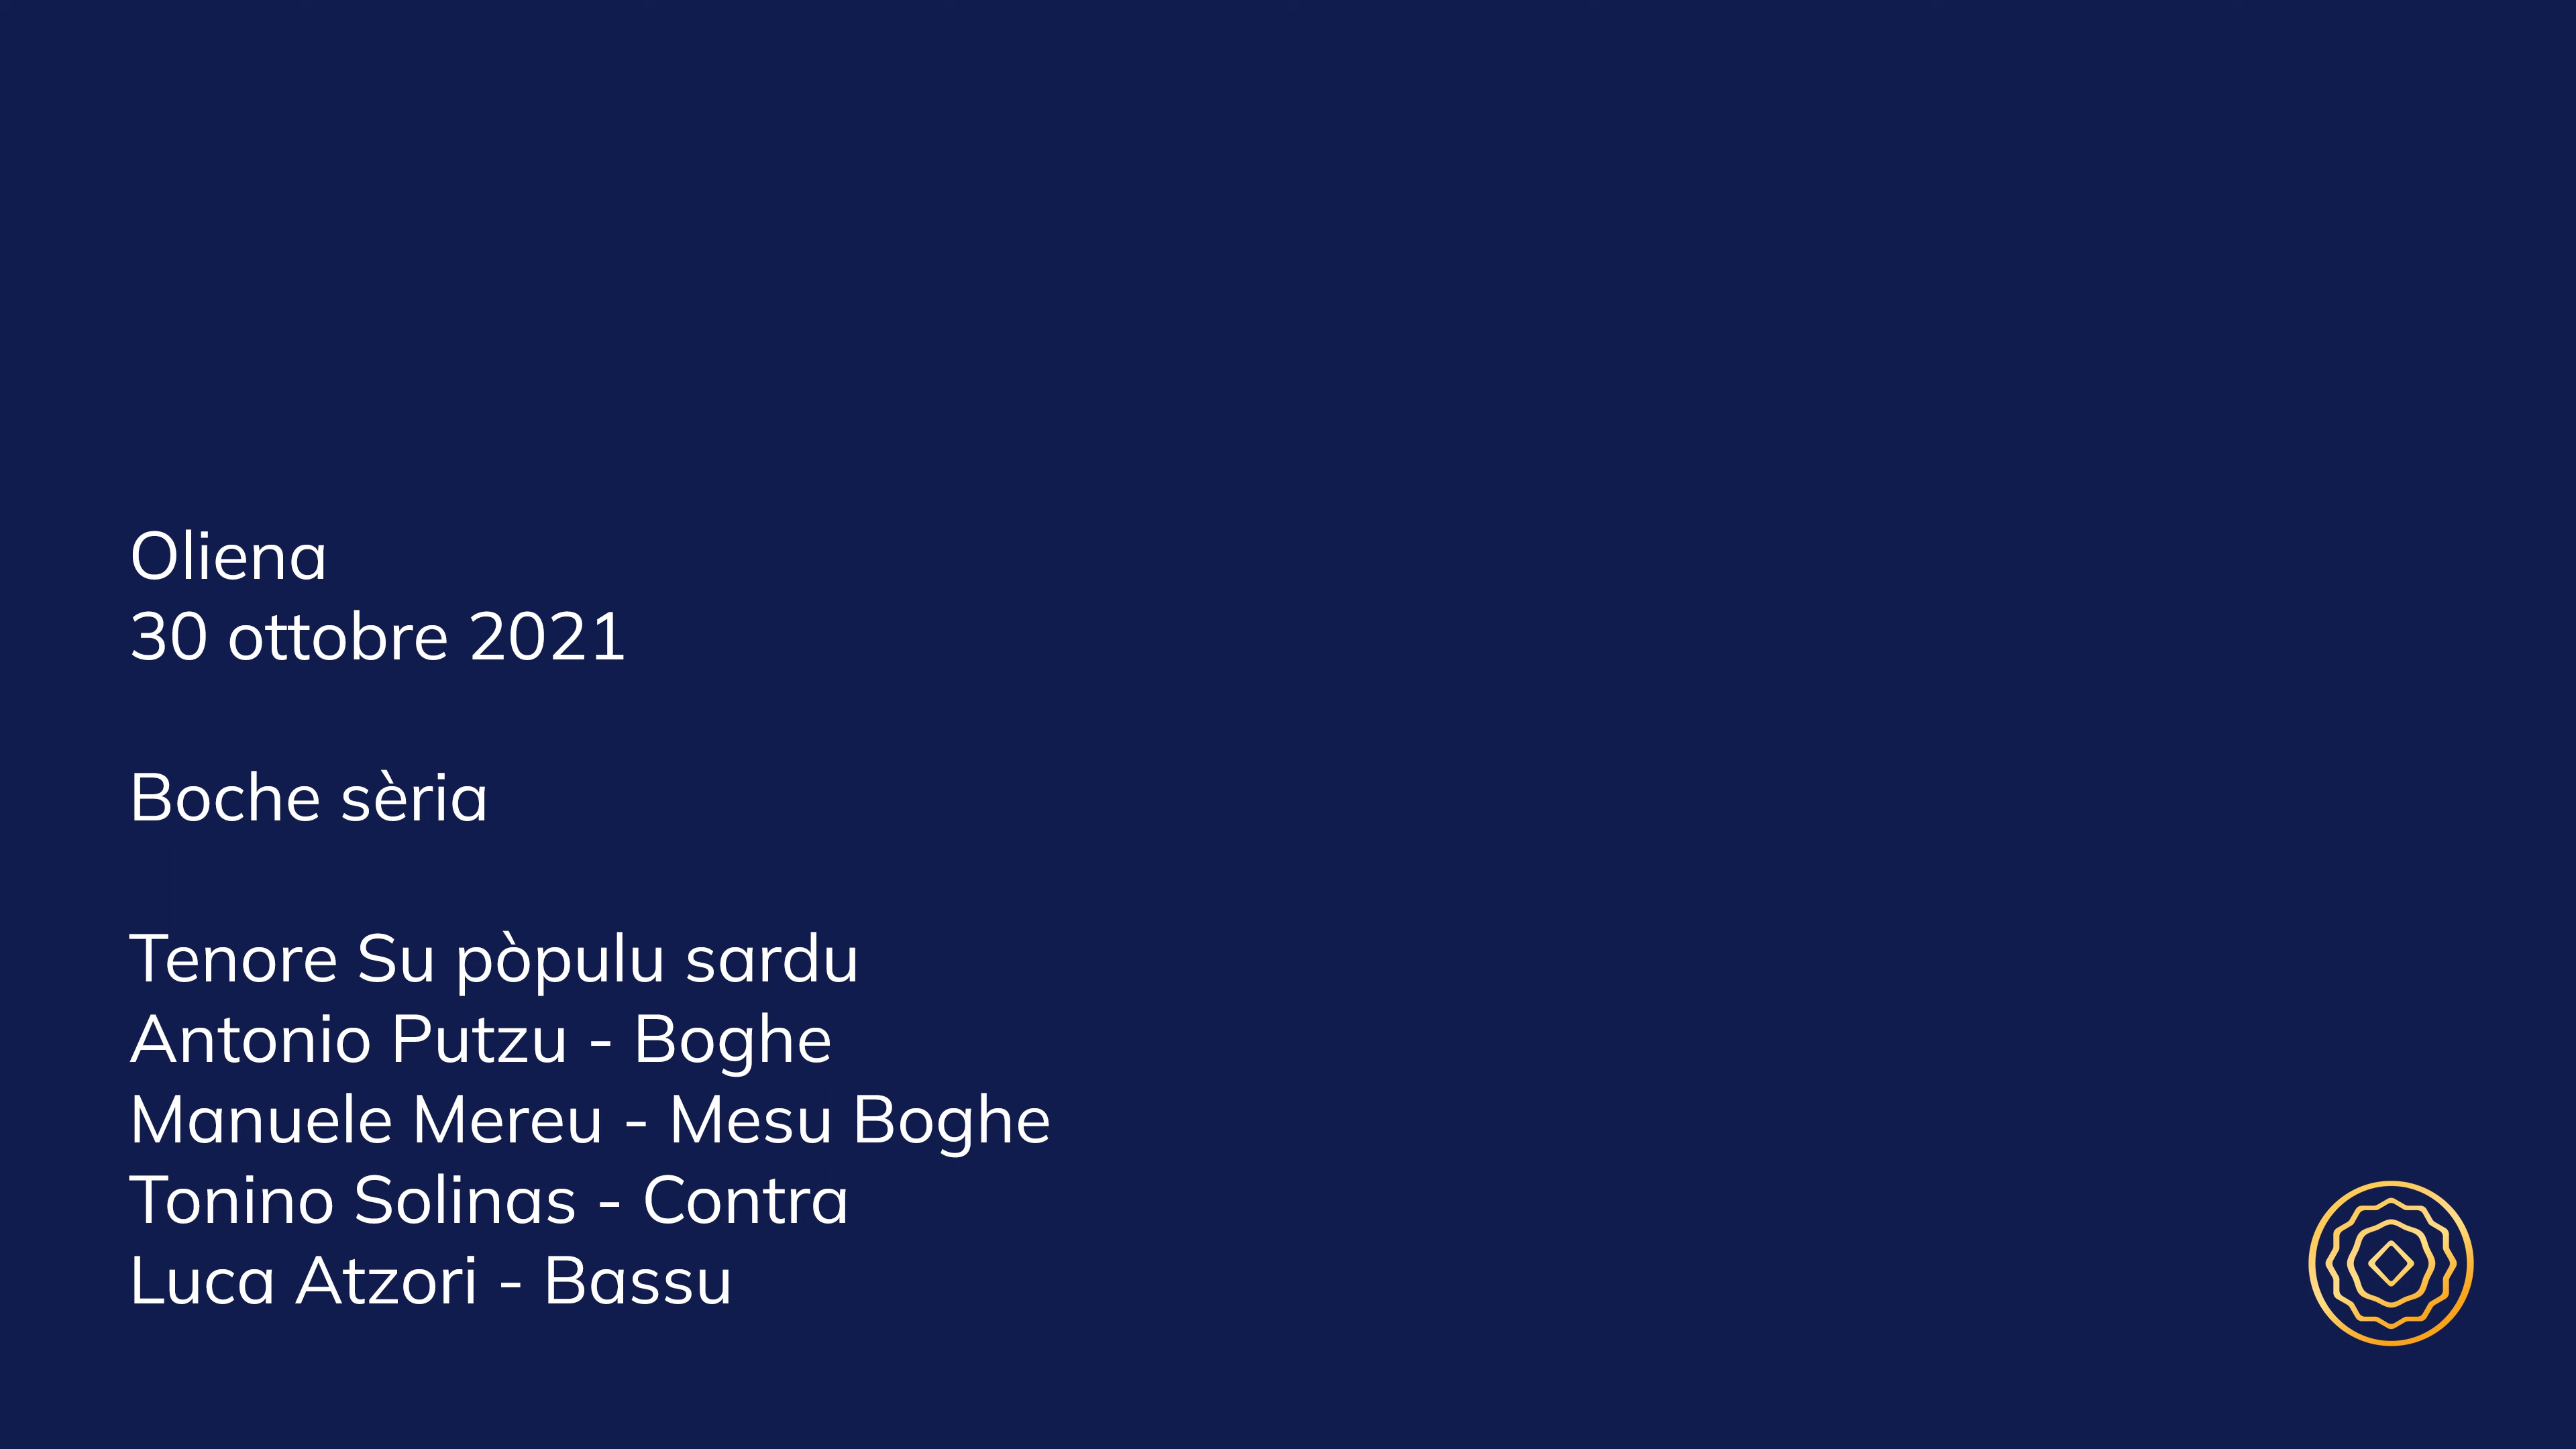 Oliena
30 ottobre 2021
Boche sèria
Tenore Su pòpulu sardu
Antonio Putzu - Boghe
Manuele Mereu - Mesu Boghe
Tonino Solinas - Contra
Luca Atzori - Bassu